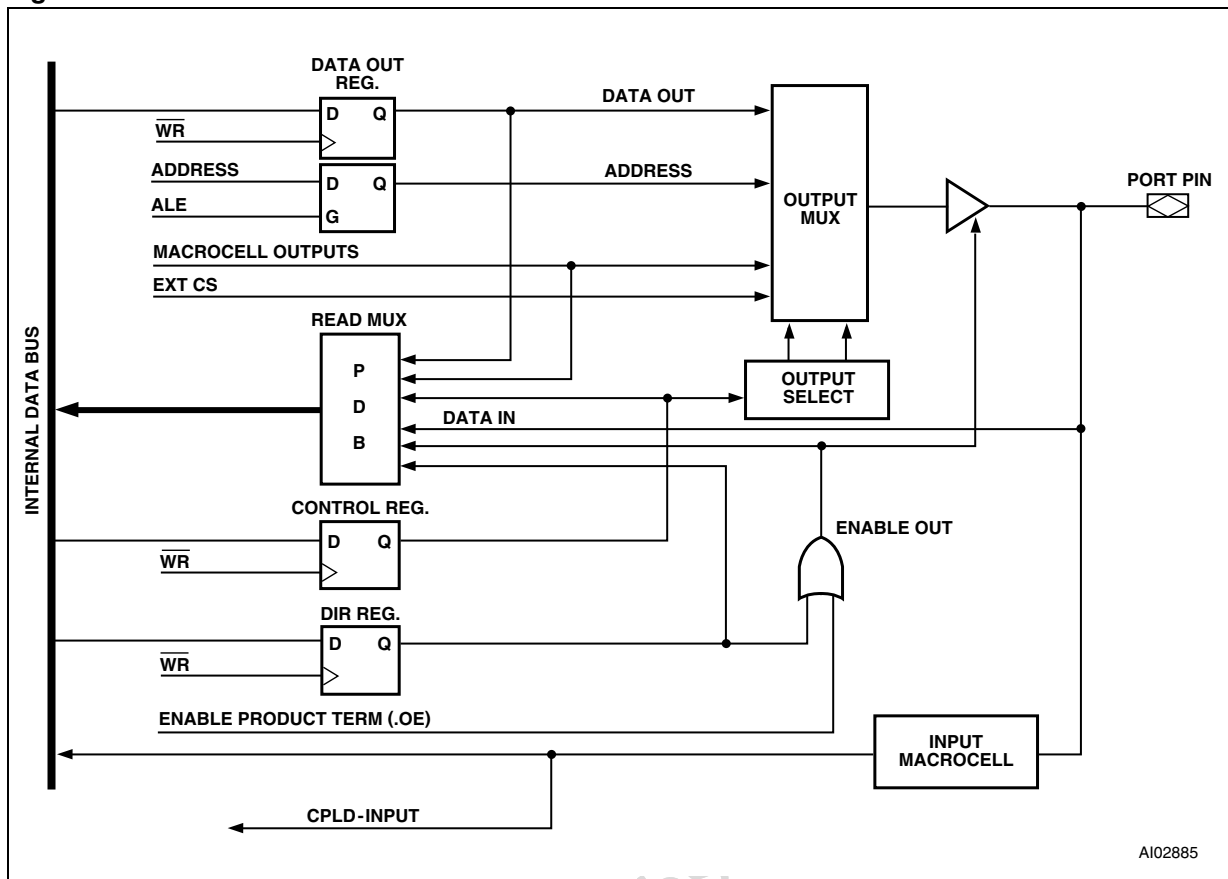 DATA OUT
REG.
D Q
DATA OUT
WR
ADDRESS
D Q
ADDRESS
ALE
G
OUTPUT
MUX
PORT PIN
MACROCELL OUTPUTS
EXT CS
READ MUX
P
D
B
OUTPUT
SELECT
DATA IN
INTERNAL DATA BUS
CONTROL REG.
D Q
WR
ENABLE OUT
DIR REG.
D Q
WR
ENABLE PRODUCT TERM (.OE)
INPUT
MACROCELL
CPLD-INPUT
AI02885